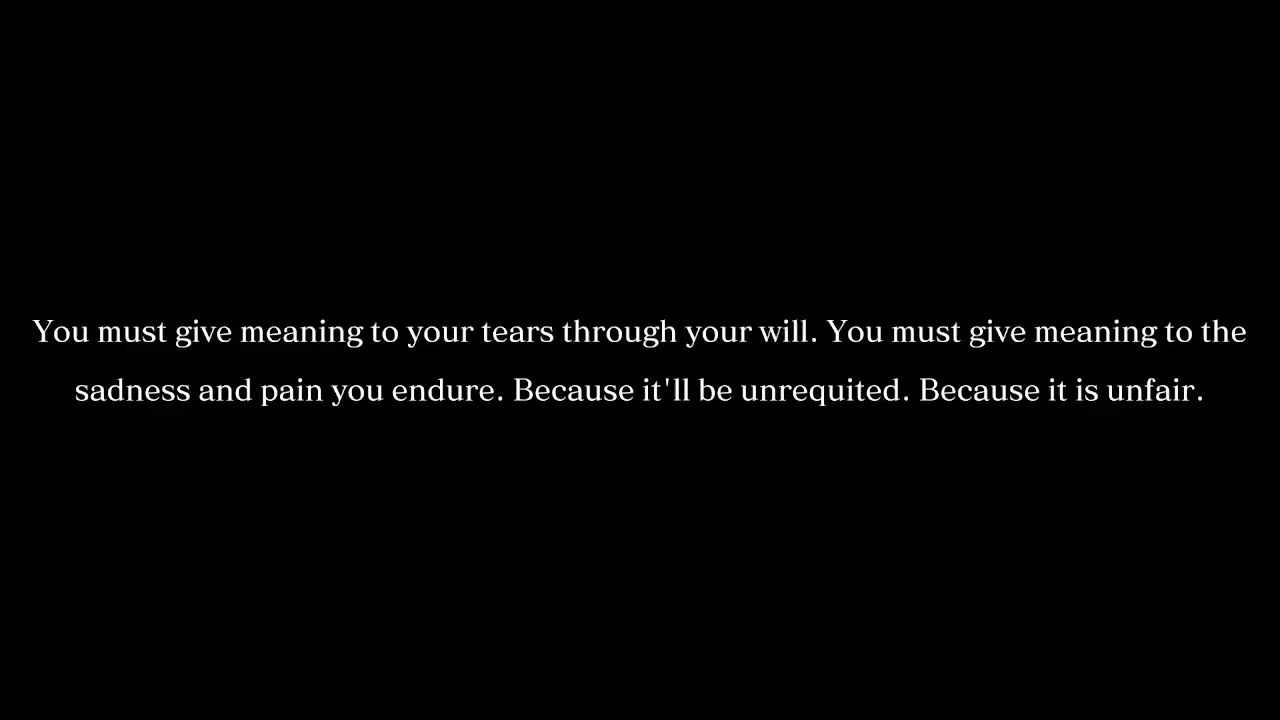 You must give meaning to your tears through your will. You must give meaning to the
sadness and pain you endure. Because it'll be unrequited. Because it is unfair.